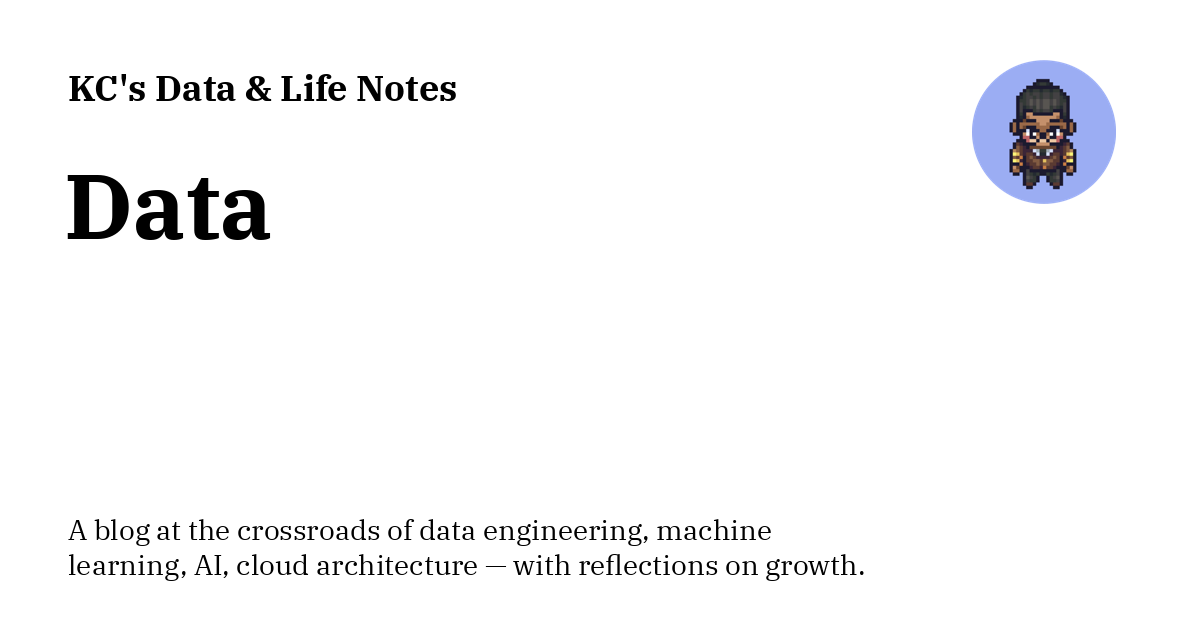 KC's Data & Life Notes
Data
A blog at the crossroads of data engineering, machine
learning, AI, cloud architecture — with reflections on growth.